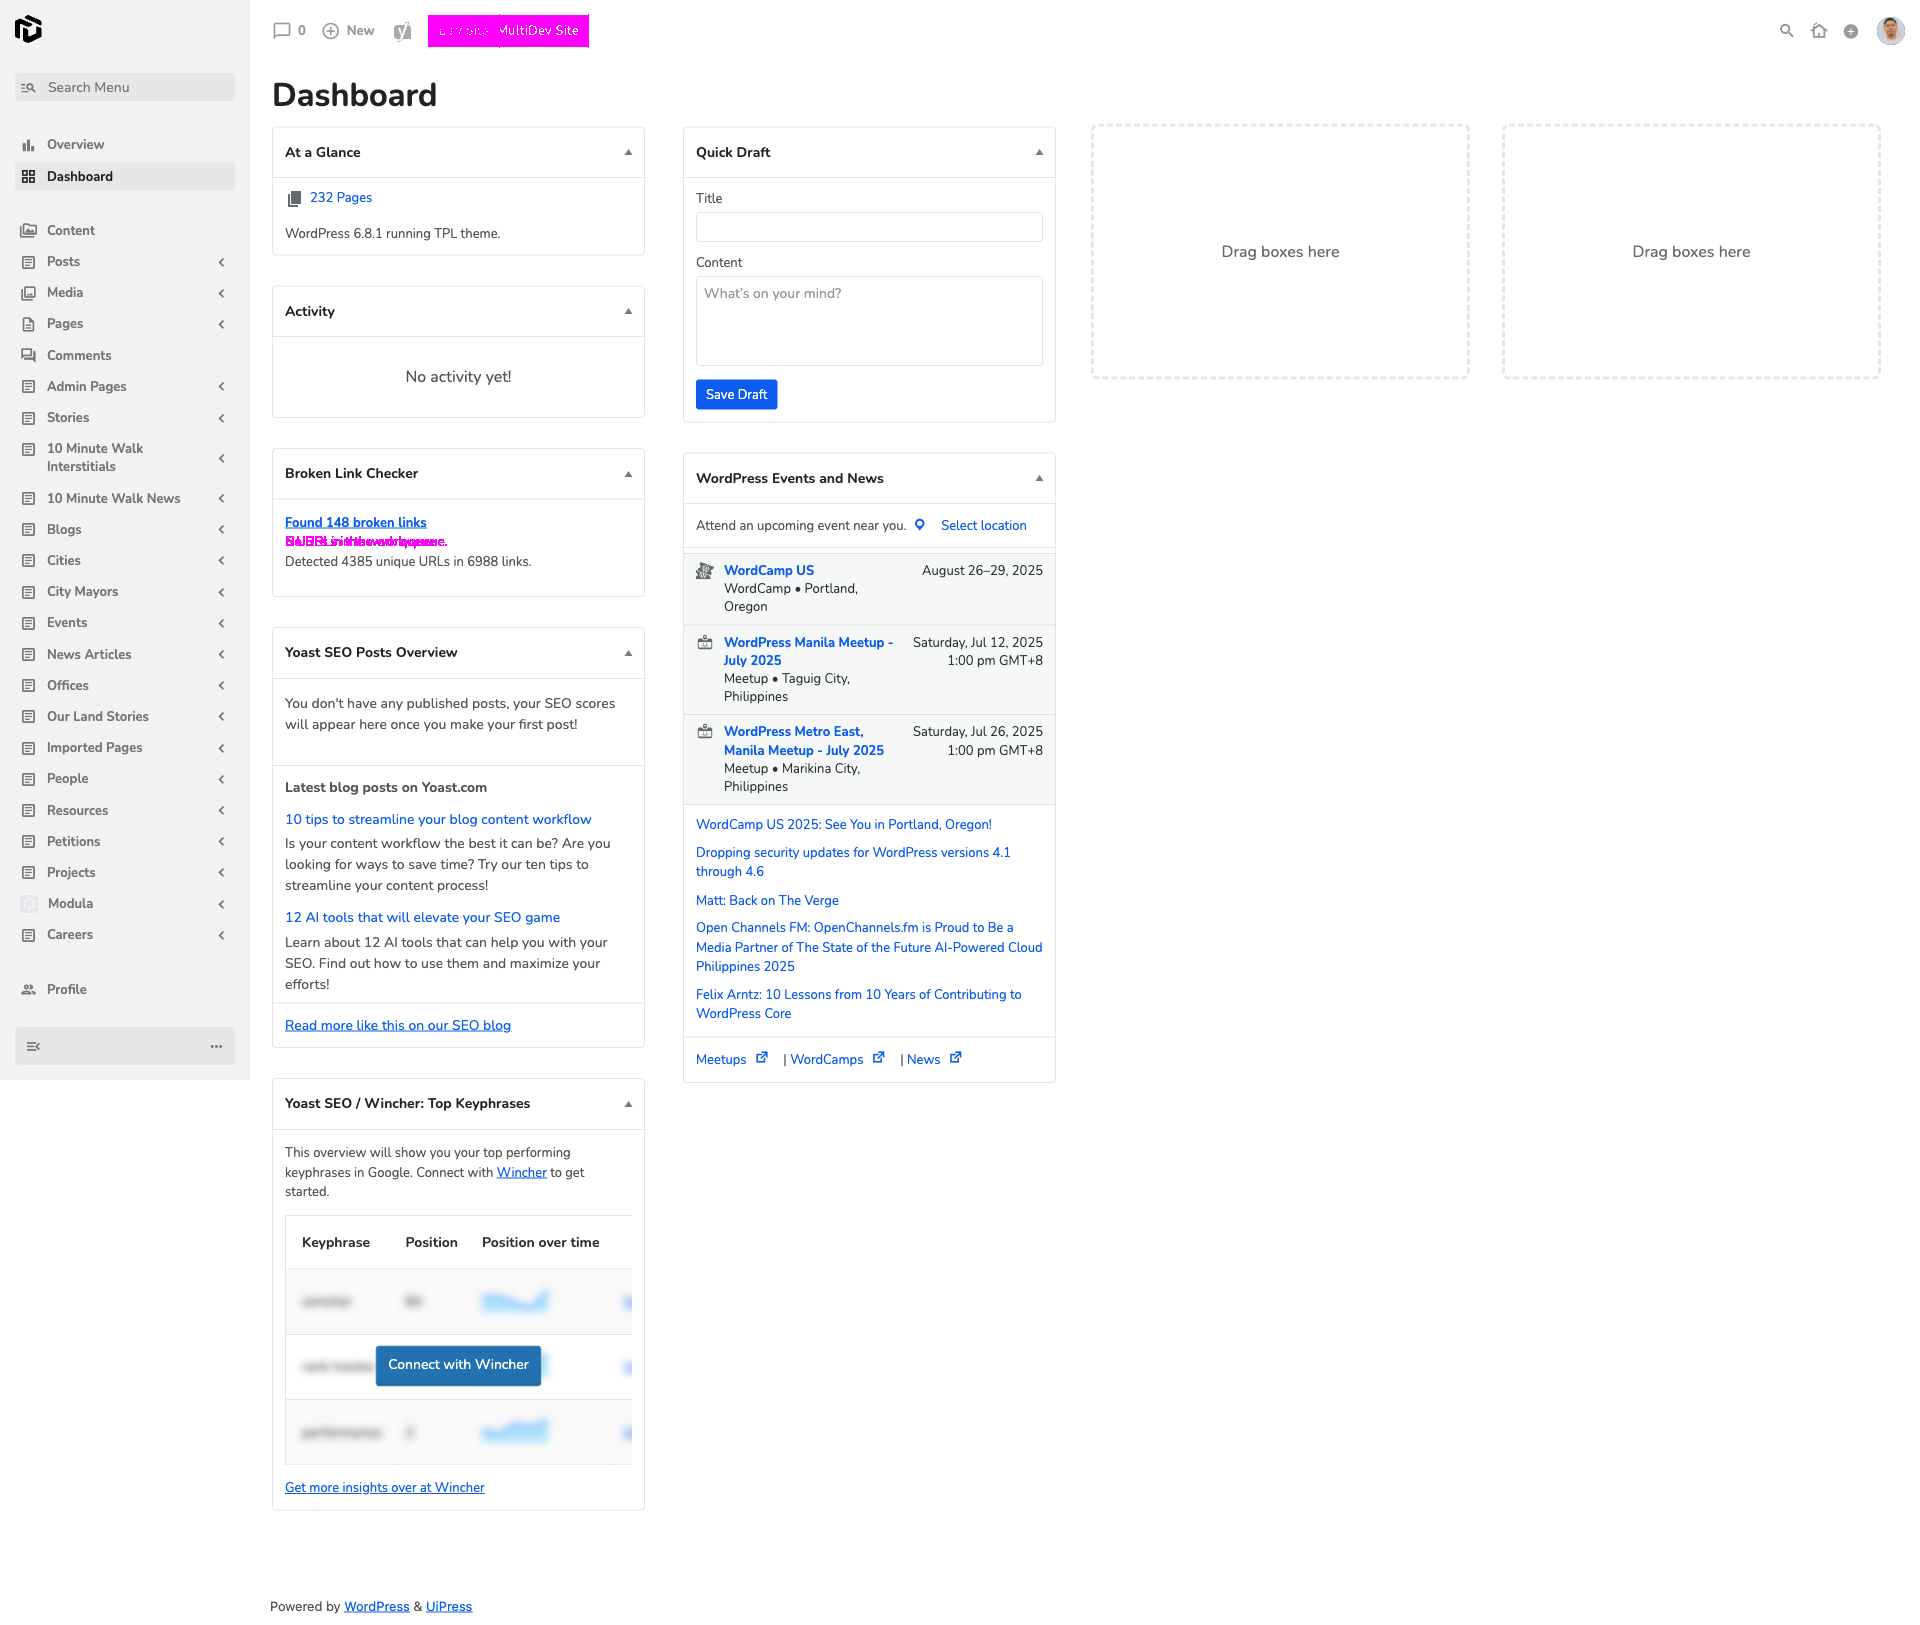 0
New
MultiDev Site
Search Menu
Overview
Dashboard
Content
Posts
Media
Pages
Comments
Admin Pages
Stories
10 Minute Walk
Interstitials
10 Minute Walk News
Blogs
Cities
City Mayors
Events
News Articles
Offices
Our Land Stories
Imported Pages
People
Resources
Petitions
Projects
Modula
Careers
Profile
Dashboard
At a Glance
232 Pages
WordPress 6.8.1 running TPL theme.
Activity
No activity yet!
Broken Link Checker
Found 148 broken links
Detected 4385 unique URLs in 6988 links.
Yoast SEO Posts Overview
You don't have any published posts, your SEO scores
will appear here once you make your first post!
Latest blog posts on Yoast.com
10 tips to streamline your blog content workflow
Is your content workflow the best it can be? Are you
looking for ways to save time? Try our ten tips to
streamline your content process!
12 AI tools that will elevate your SEO game
Learn about 12 AI tools that can help you with your
SEO. Find out how to use them and maximize your
efforts!
Read more like this on our SEO blog
Yoast SEO / Wincher: Top Keyphrases
This overview will show you your top performing
keyphrases in Google. Connect with Wincher to get
started.
Keyphrase Position Position over time
Connect with Wincher
Get more insights over at Wincher
Quick Draft
Title
Content
What's on your mind?
Save Draft
WordPress Events and News
Attend an upcoming event near you. Select location
WordCamp US August 26–29, 2025
WordCamp • Portland,
Oregon
WordPress Manila Meetup - Saturday, Jul 12, 2025
July 2025 1:00 pm GMT+8
Meetup • Taguig City,
Philippines
WordPress Metro East, Saturday, Jul 26, 2025
Manila Meetup - July 2025 1:00 pm GMT+8
Meetup • Marikina City,
Philippines
WordCamp US 2025: See You in Portland, Oregon!
Dropping security updates for WordPress versions 4.1
through 4.6
Matt: Back on The Verge
Open Channels FM: OpenChannels.fm is Proud to Be a
Media Partner of The State of the Future AI-Powered Cloud
Philippines 2025
Felix Arntz: 10 Lessons from 10 Years of Contributing to
WordPress Core
Meetups | WordCamps | News
Drag boxes here
Drag boxes here
Powered by WordPress & UiPress